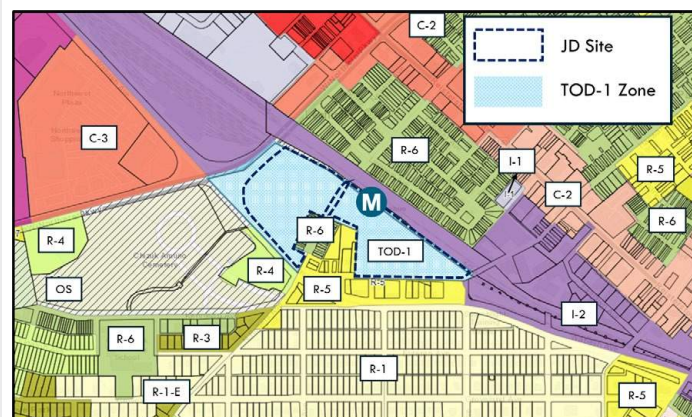 C-2
JD Site
TOD-1 Zone
C-3
R-6
I-1
C-2
R-5
R-6
R-4
R-6
M
TOD-1
OS
R-4
R-5
R-5
I-2
R-6
R-3
R-1
R-1-E
R-5